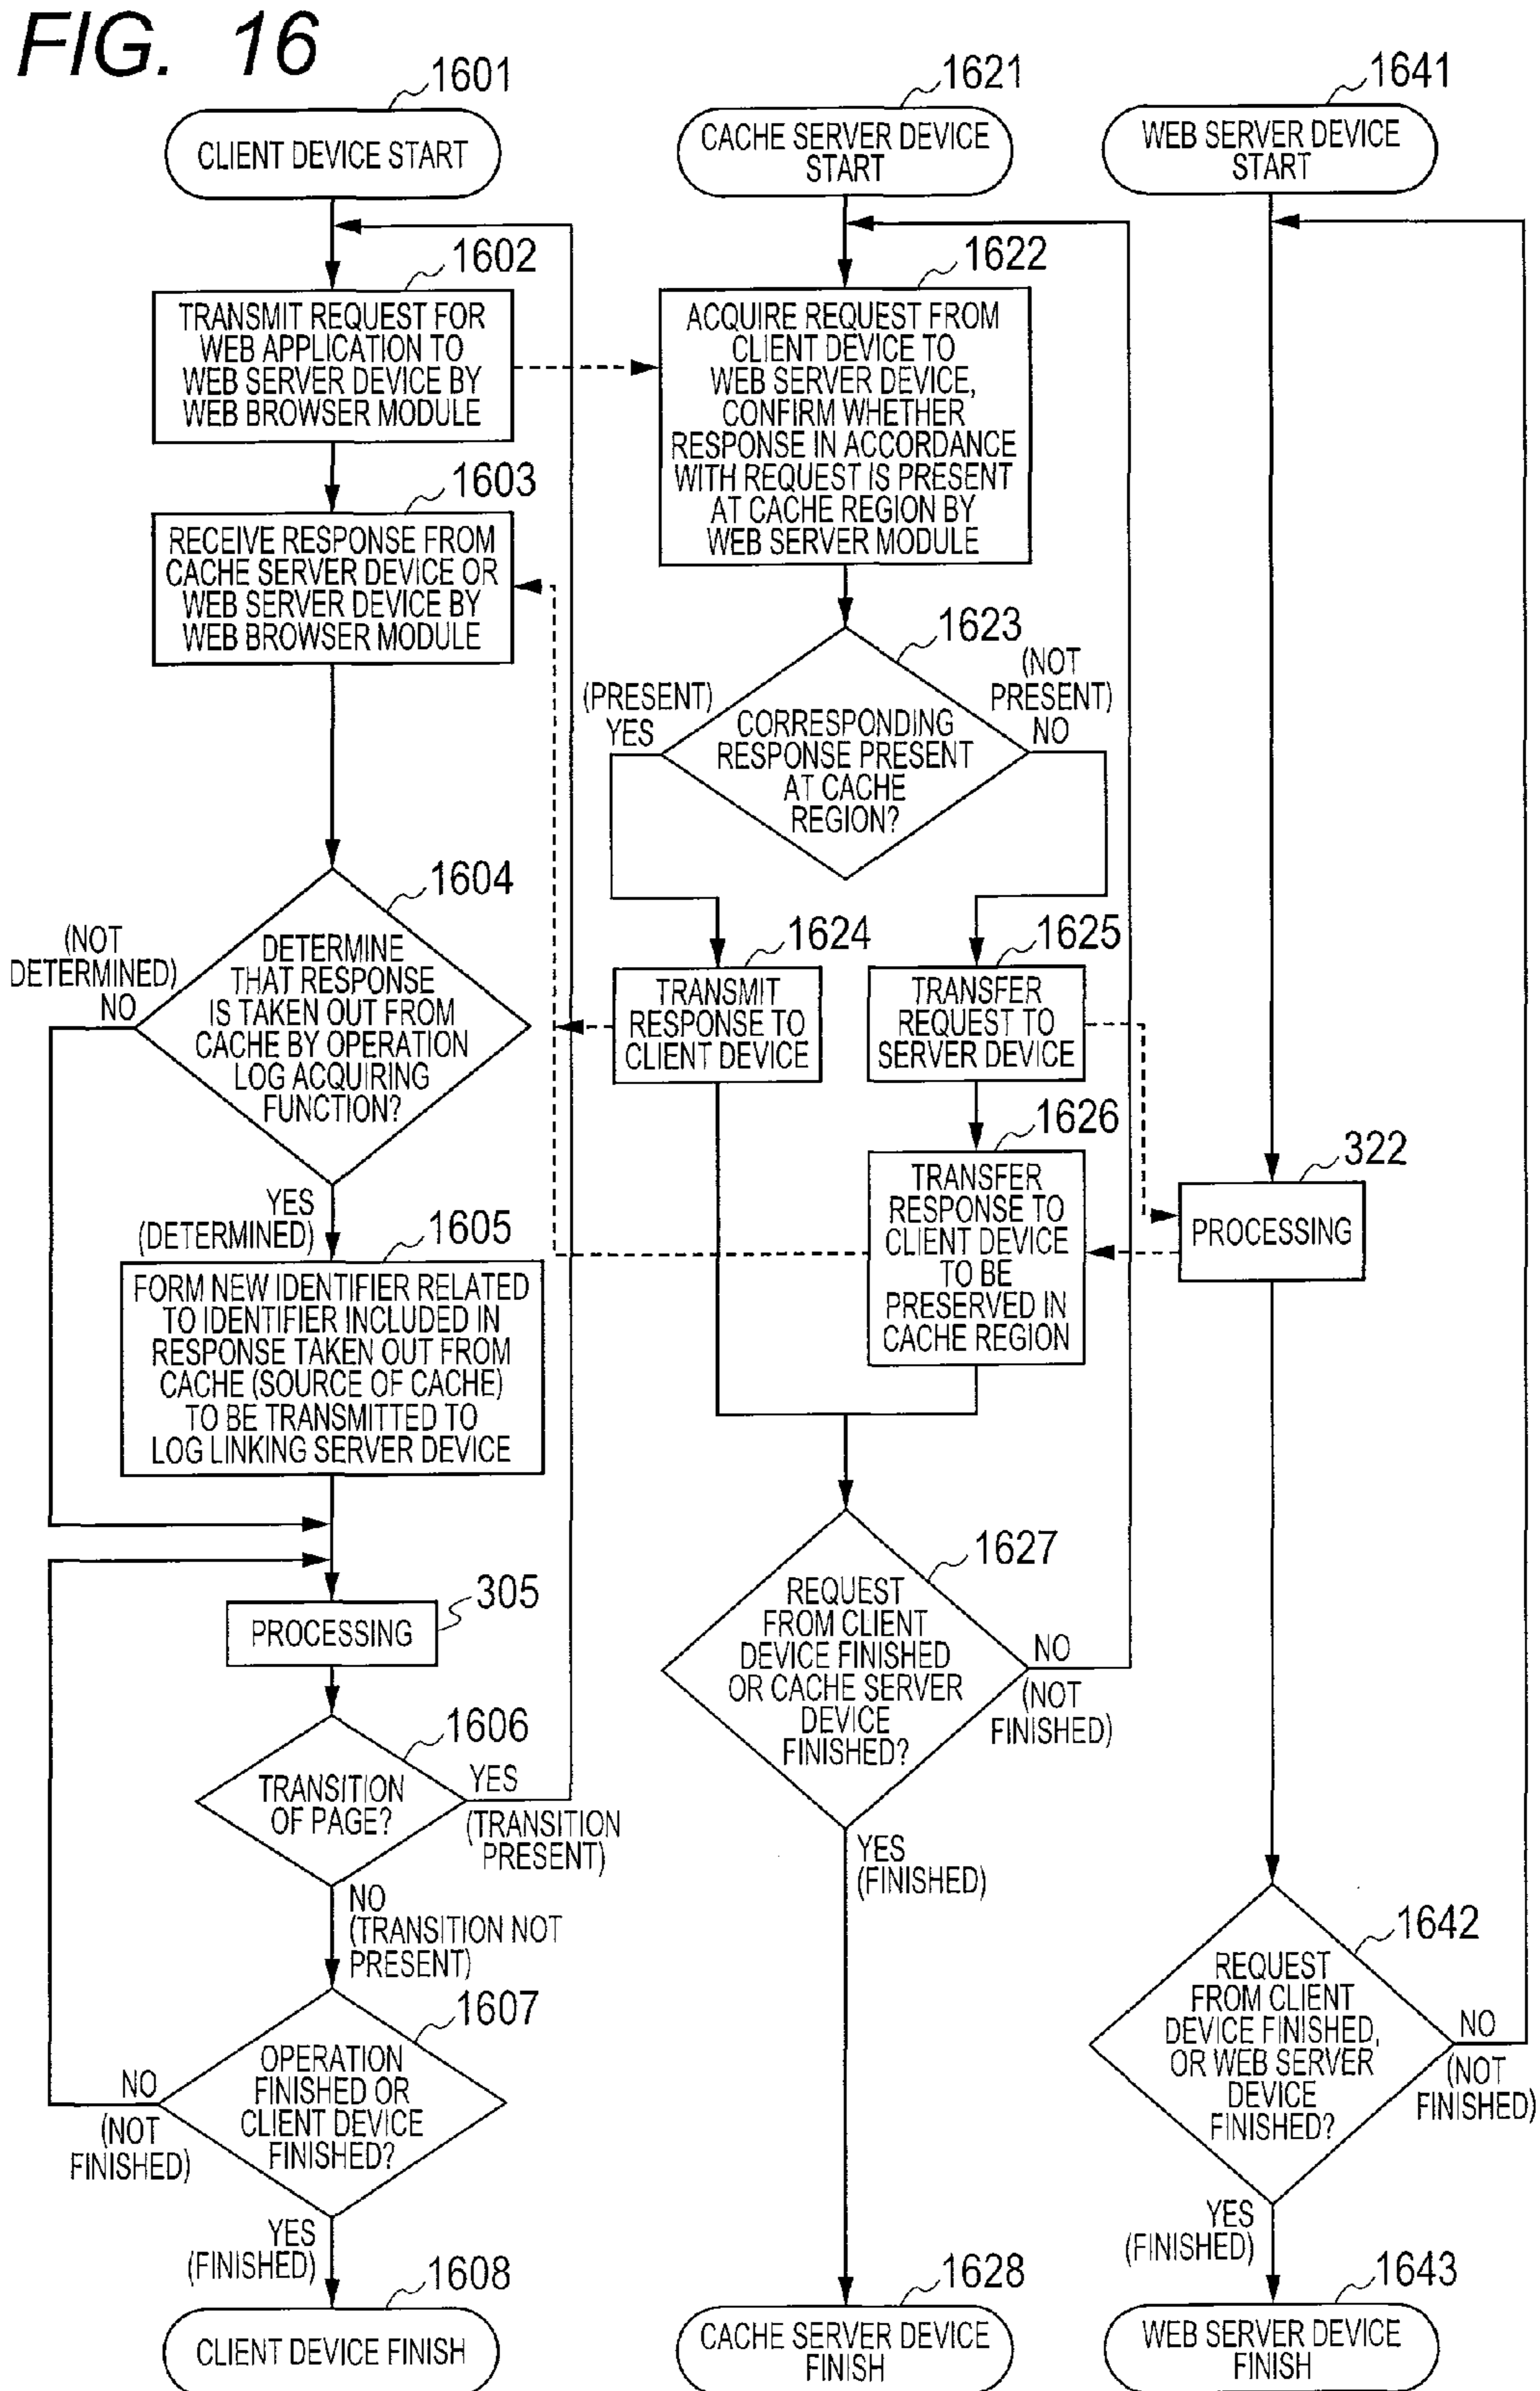 FIG. 16
1601
CLIENT DEVICE START
1602
TRANSMIT REQUEST FOR
WEB APPLICATION TO
WEB SERVER DEVICE BY
WEB BROWSER MODULE
1603
RECEIVE RESPONSE FROM
CACHE SERVER DEVICE OR
WEB SERVER DEVICE BY
WEB BROWSER MODULE
1604
DETERMINE
THAT RESPONSE
IS TAKEN OUT FROM
CACHE BY OPERATION
LOG ACQUIRING
FUNCTION?
(NOT
DETERMINED)
NO
YES
(DETERMINED)
1605
FORM NEW IDENTIFIER RELATED
TO IDENTIFIER INCLUDED IN
RESPONSE TAKEN OUT FROM
CACHE (SOURCE OF CACHE)
TO BE TRANSMITTED TO
LOG LINKING SERVER DEVICE
305
PROCESSING
1606
TRANSITION
OF PAGE?
YES
(TRANSITION
PRESENT)
NO
(TRANSITION NOT
PRESENT)
1607
OPERATION
FINISHED OR
CLIENT DEVICE
FINISHED?
NO
(NOT
FINISHED)
YES
(FINISHED)
1608
CLIENT DEVICE FINISH
1621
CACHE SERVER DEVICE
START
1622
ACQUIRE REQUEST FROM
CLIENT DEVICE TO
WEB SERVER DEVICE,
CONFIRM WHETHER
RESPONSE IN ACCORDANCE
WITH REQUEST IS PRESENT
AT CACHE REGION BY
WEB SERVER MODULE
1623
CORRESPONDING
RESPONSE PRESENT
AT CACHE
REGION?
(PRESENT)
YES
(NOT
PRESENT)
NO
1624
TRANSMIT
RESPONSE TO
CLIENT DEVICE
1625
TRANSFER
REQUEST TO
SERVER DEVICE
1626
TRANSFER
RESPONSE TO
CLIENT DEVICE
TO BE
PRESERVED IN
CACHE REGION
1627
REQUEST
FROM CLIENT
DEVICE FINISHED
OR CACHE SERVER
DEVICE
FINISHED?
NO
(NOT
FINISHED)
YES
(FINISHED)
1628
CACHE SERVER DEVICE
FINISH
1641
WEB SERVER DEVICE
START
322
PROCESSING
1642
REQUEST
FROM CLIENT
DEVICE FINISHED,
OR WEB SERVER
DEVICE
FINISHED?
NO
(NOT
FINISHED)
YES
(FINISHED)
1643
WEB SERVER DEVICE
FINISH